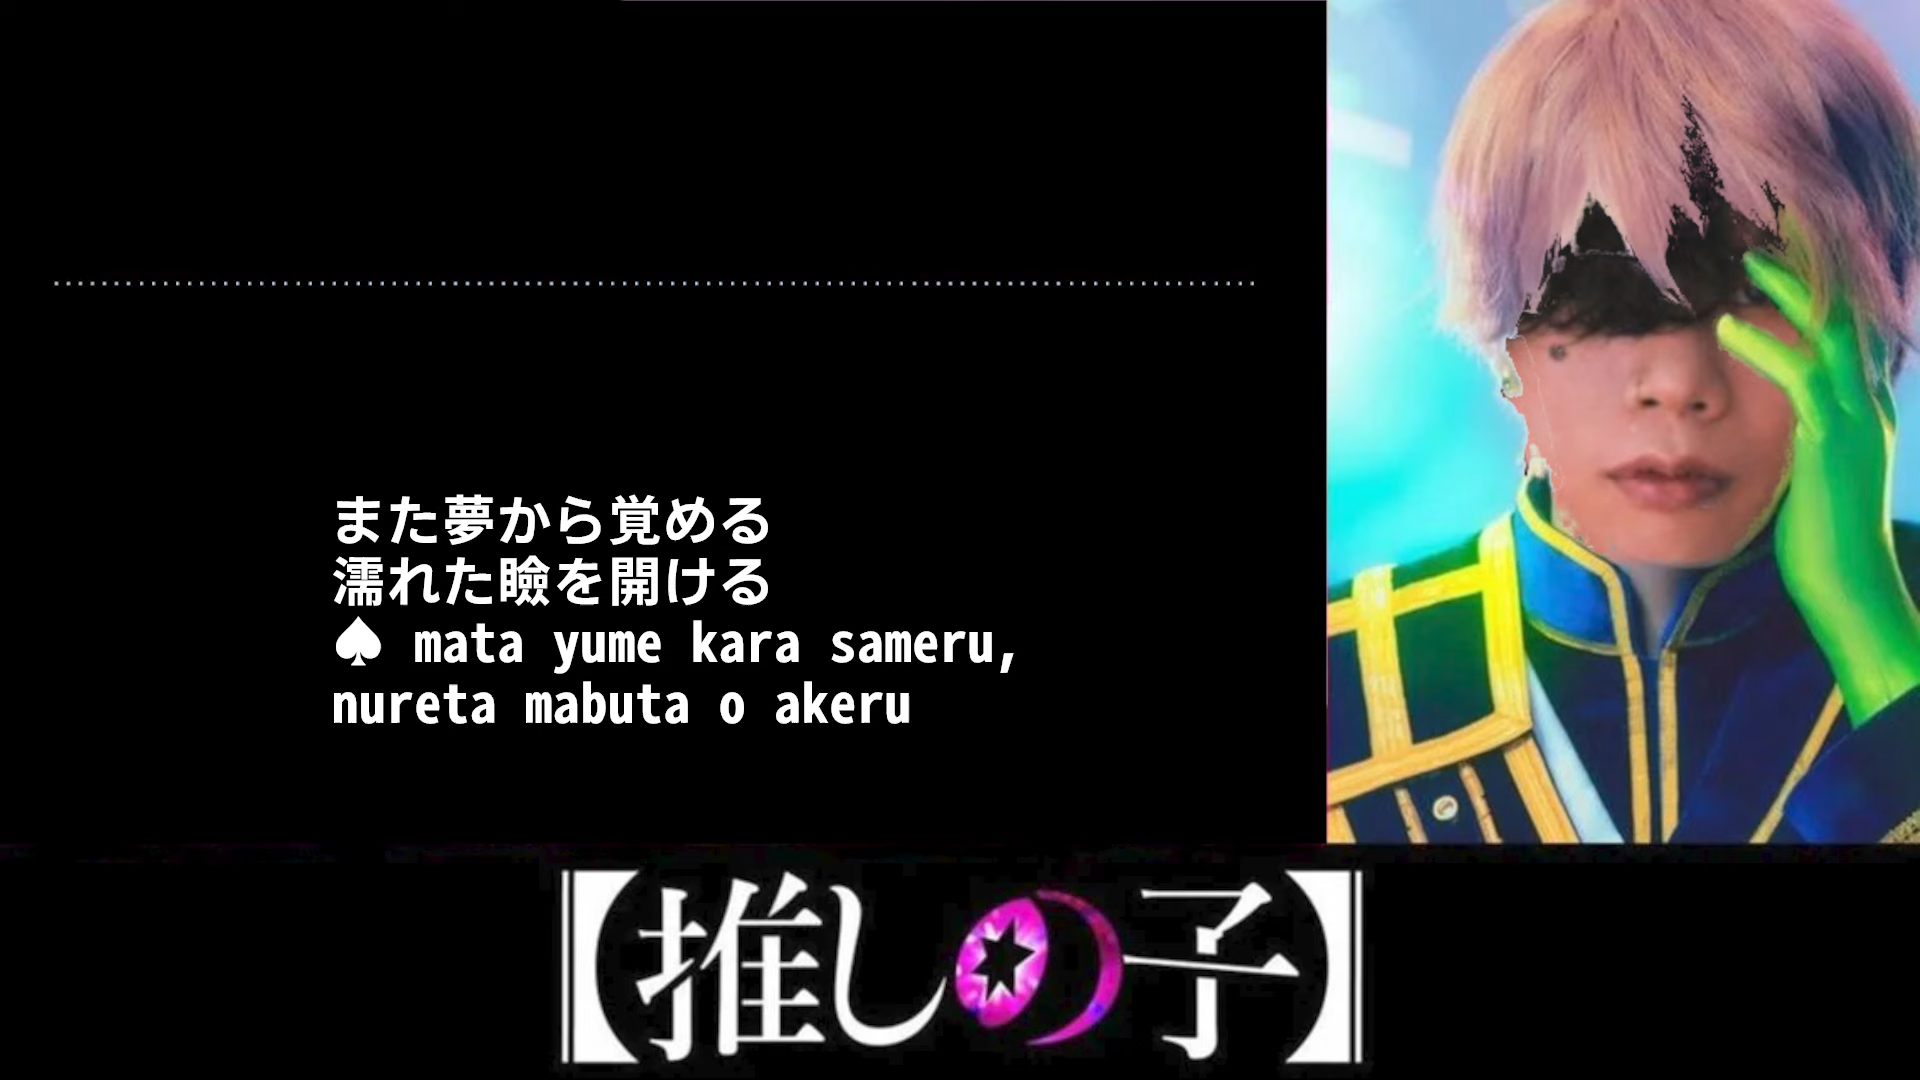 また夢から覚める
濡れた瞼を開ける
♠ mata yume kara sameru,
nureta mabuta o akeru
【推しの子】